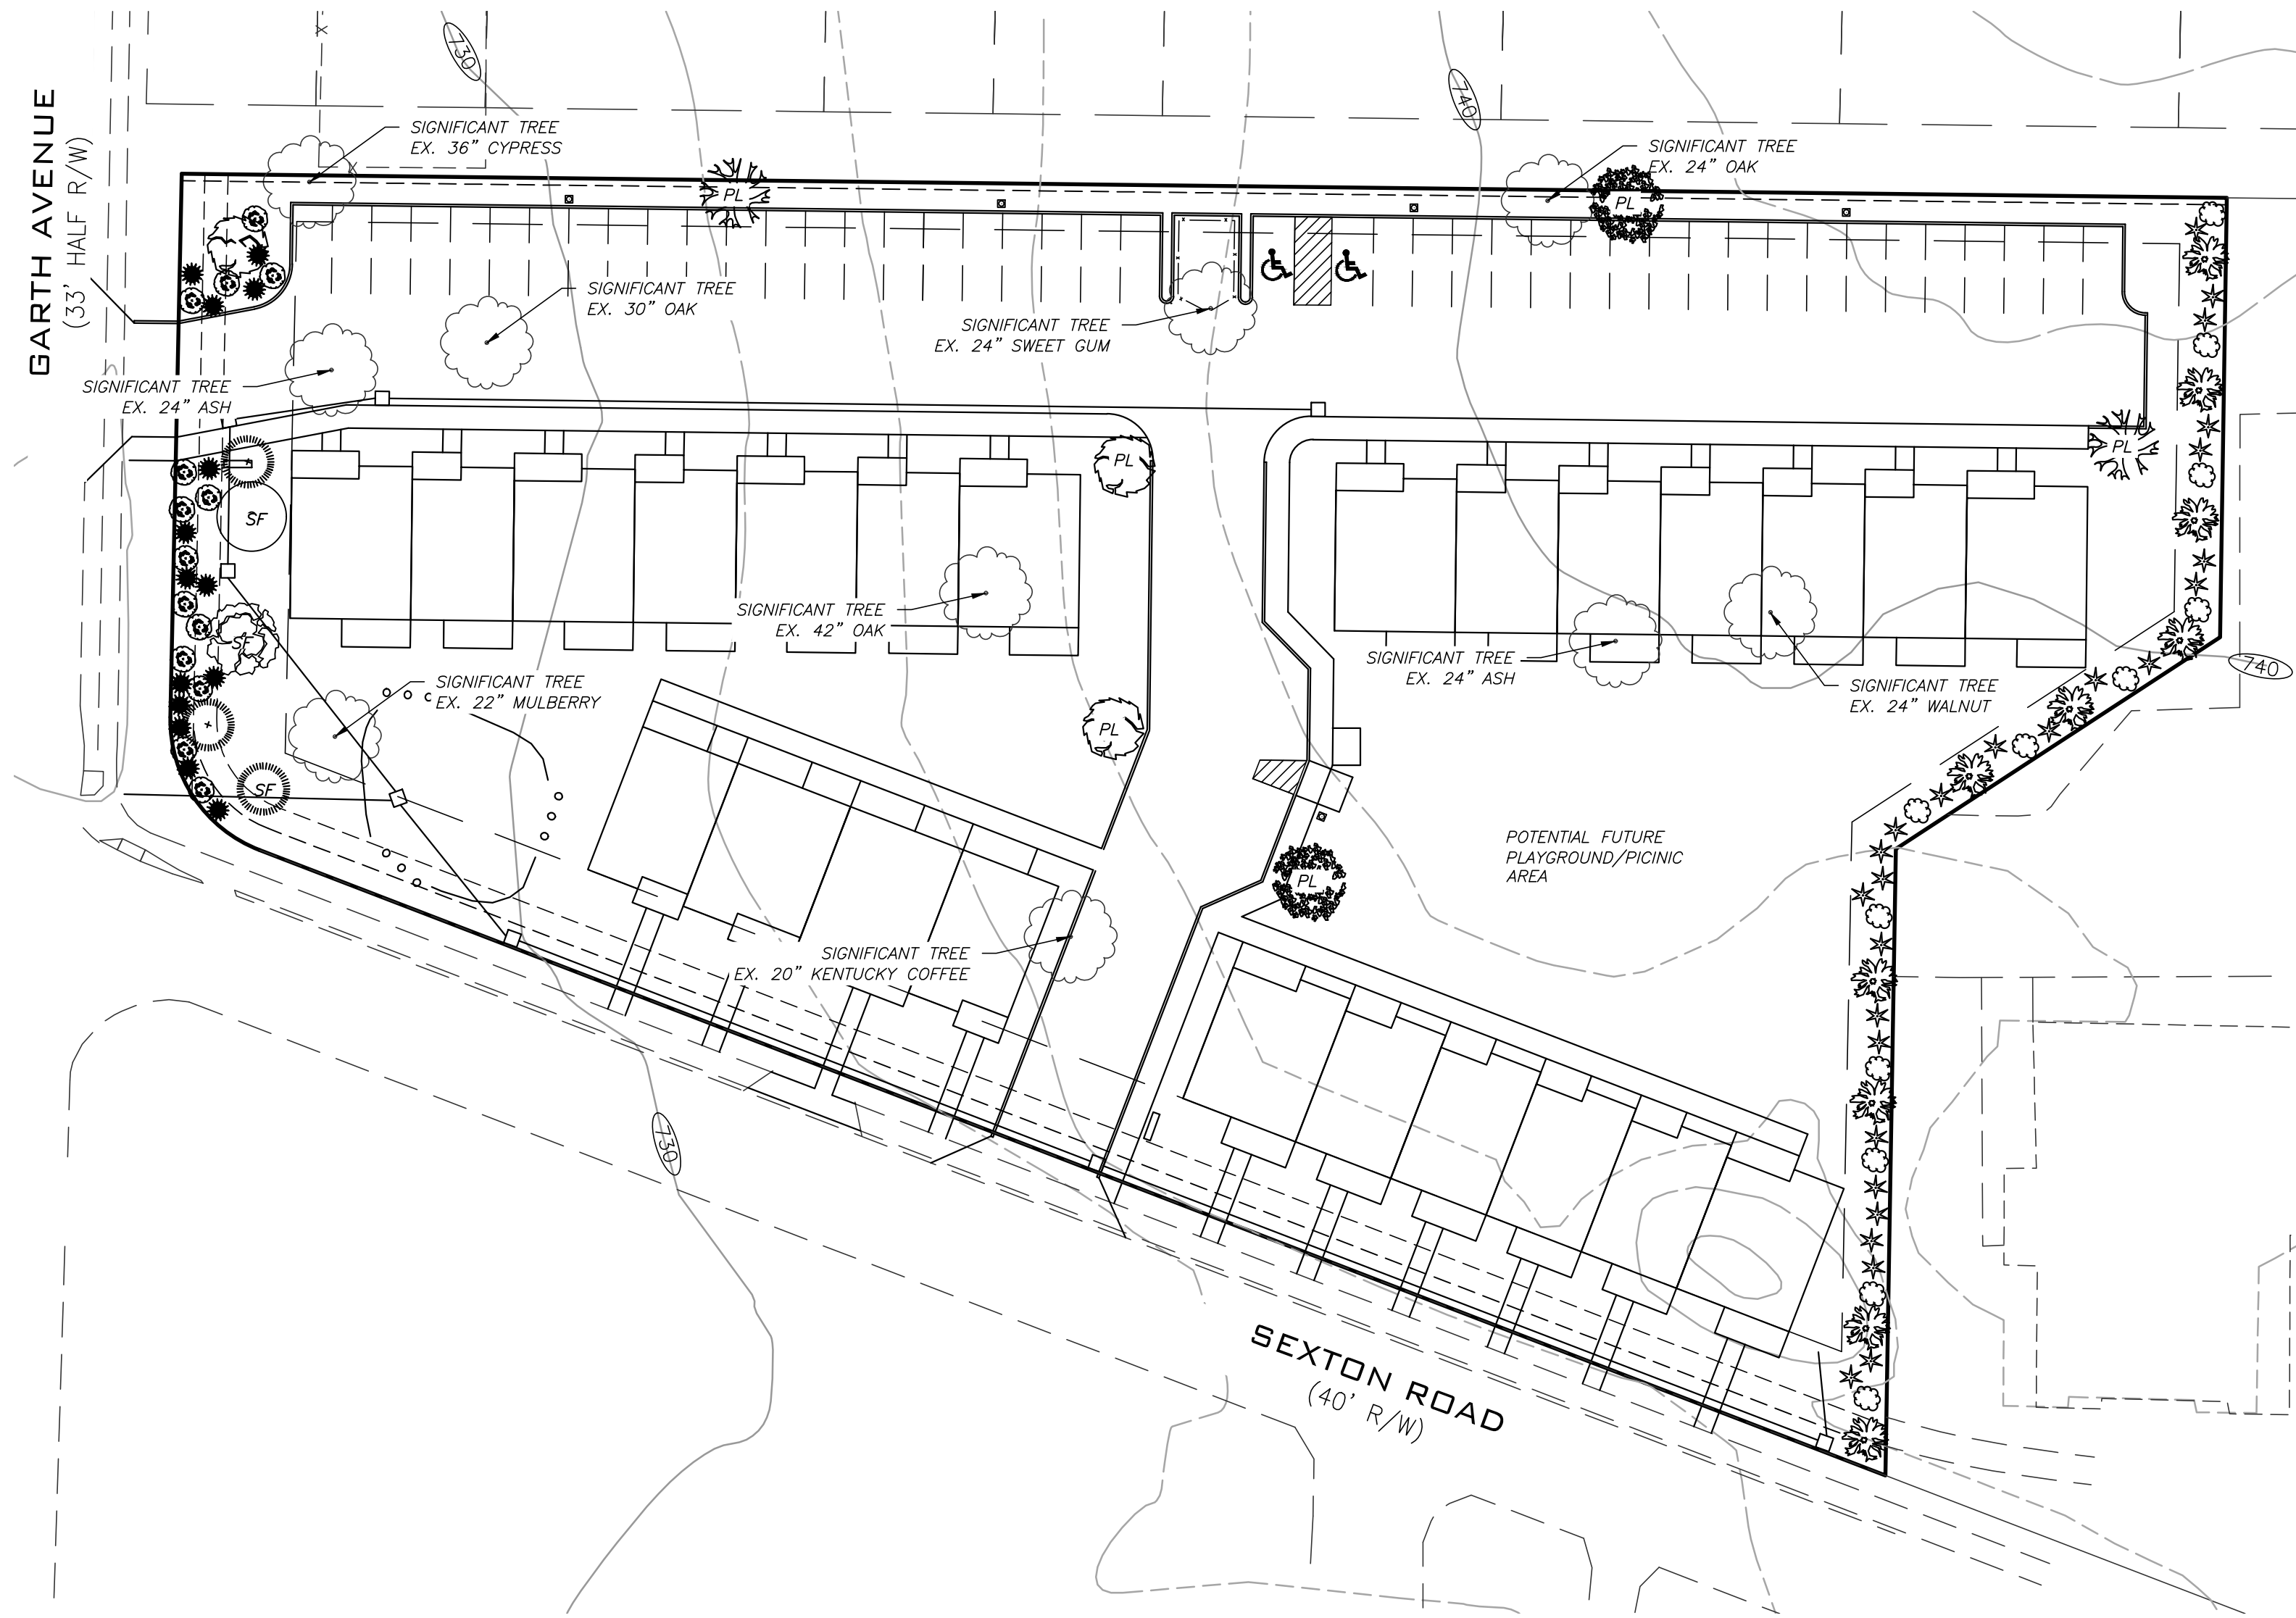 730
740
GARTH AVENUE
(33' HALF R/W)
SIGNIFICANT TREE
EX. 36" CYPRESS
SIGNIFICANT TREE
EX. 24" OAK
PL
PL
SIGNIFICANT TREE
EX. 30" OAK
SIGNIFICANT TREE
EX. 24" SWEET GUM
SIGNIFICANT TREE
EX. 24" ASH
PL
PL
SF
SIGNIFICANT TREE
EX. 42" OAK
SF
SIGNIFICANT TREE
EX. 24" ASH
740
SIGNIFICANT TREE
EX. 22" MULBERRY
SIGNIFICANT TREE
EX. 24" WALNUT
PL
SF
POTENTIAL FUTURE
PLAYGROUND/PICINIC
AREA
PL
SIGNIFICANT TREE
EX. 20" KENTUCKY COFFEE
730
SEXTON ROAD
(40' R/W)